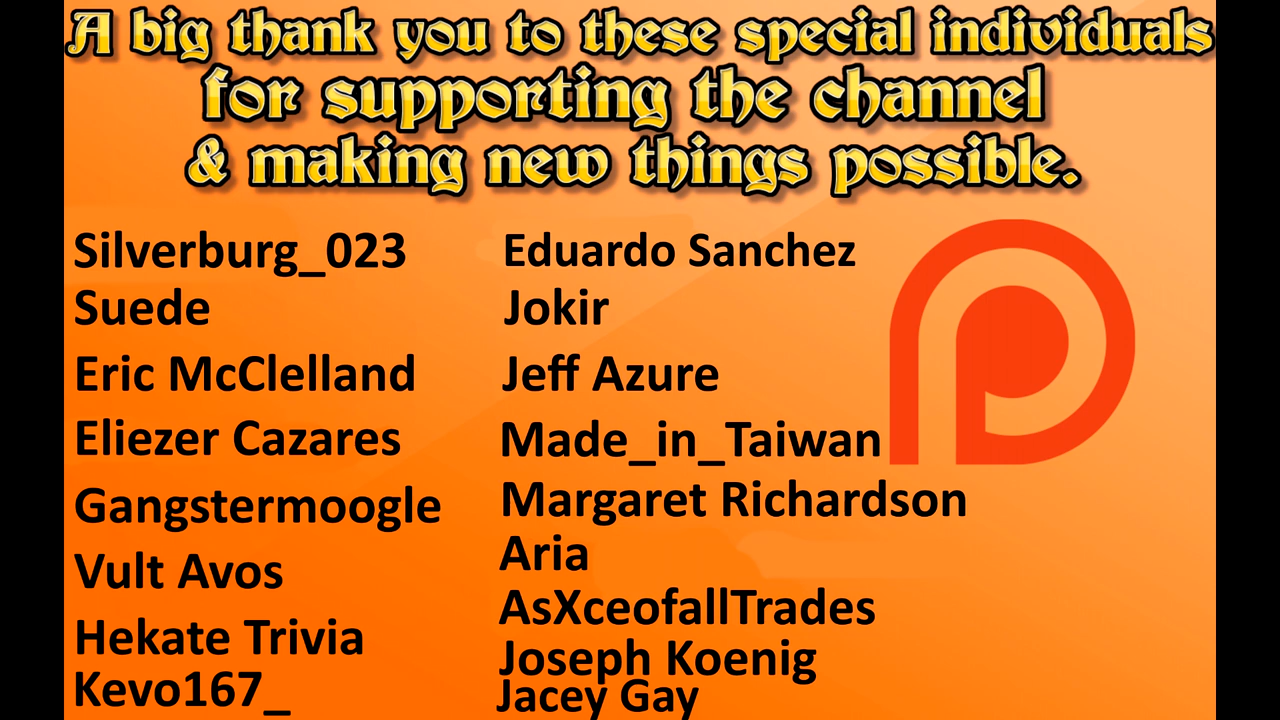 A big thank you to these special individuals
for supporting the channel
& making new things possible.
Silverburg_023
Suede
Eric McClelland
Eliezer Cazares
Gangstermoogle
Vult Avos
Hekate Trivia
Kevo167_
Eduardo Sanchez
Jokir
Jeff Azure
Made_in_Taiwan
Margaret Richardson
Aria
AsXceofallTrades
Joseph Koenig
Jacey Gay